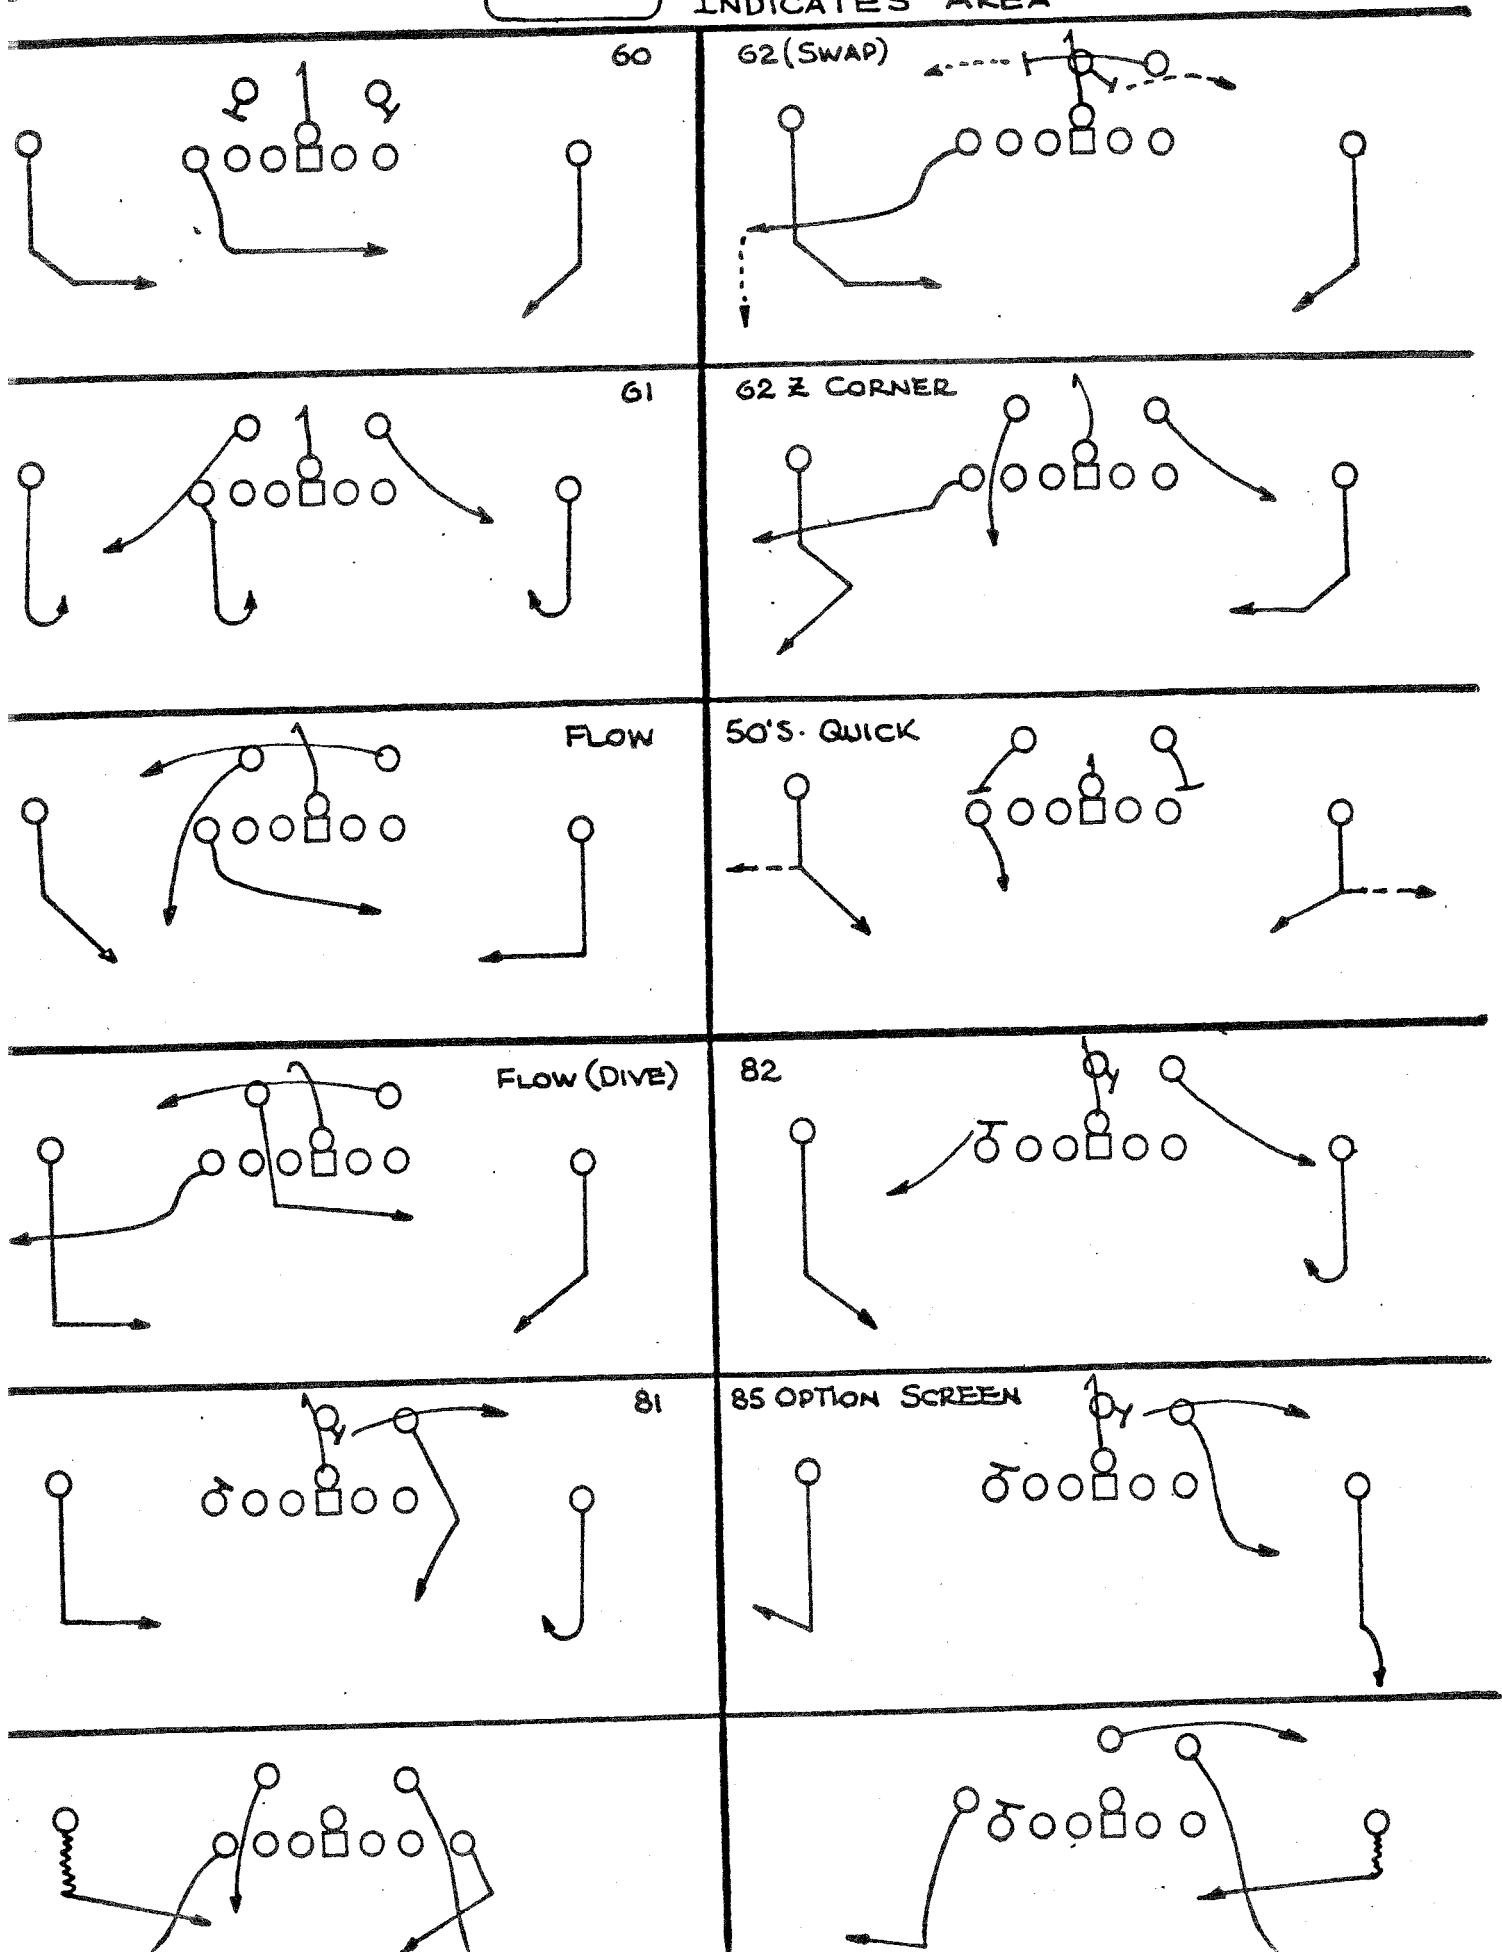 INDICATES AREA
60
62 (SWAP)
61
62 Z CORNER
FLOW
50'S. QUICK
FLOW (DIVE)
82
81
85 OPTION SCREEN